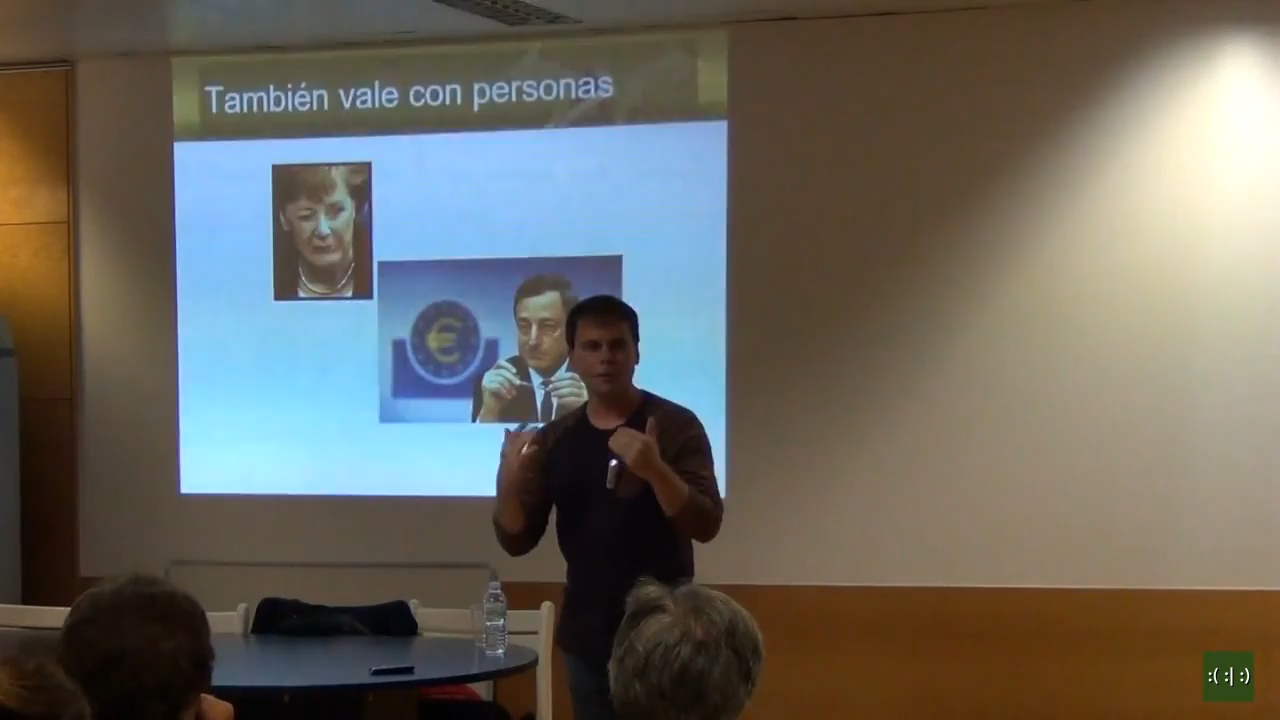 También vale con personas
€
:( :| :)